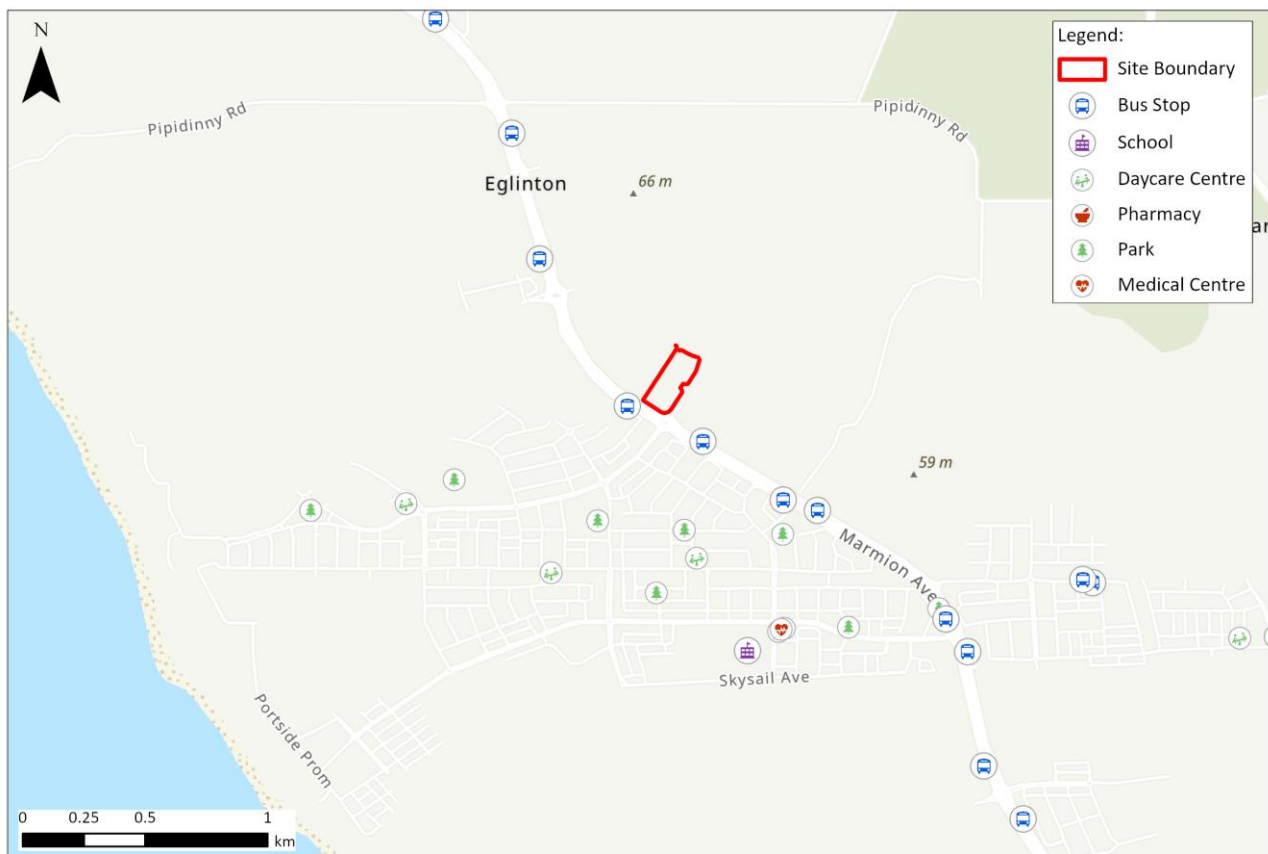 N
Legend:
Site Boundary
Bus Stop
School
Daycare Centre
Pharmacy
Park
Medical Centre
Pipidinny Rd
Pipidinny Rd
Eglinton
66 m
ar
59 m
Marmion Ave
Skysail Ave
Portside Prom
0 0.25 0.5 1
km